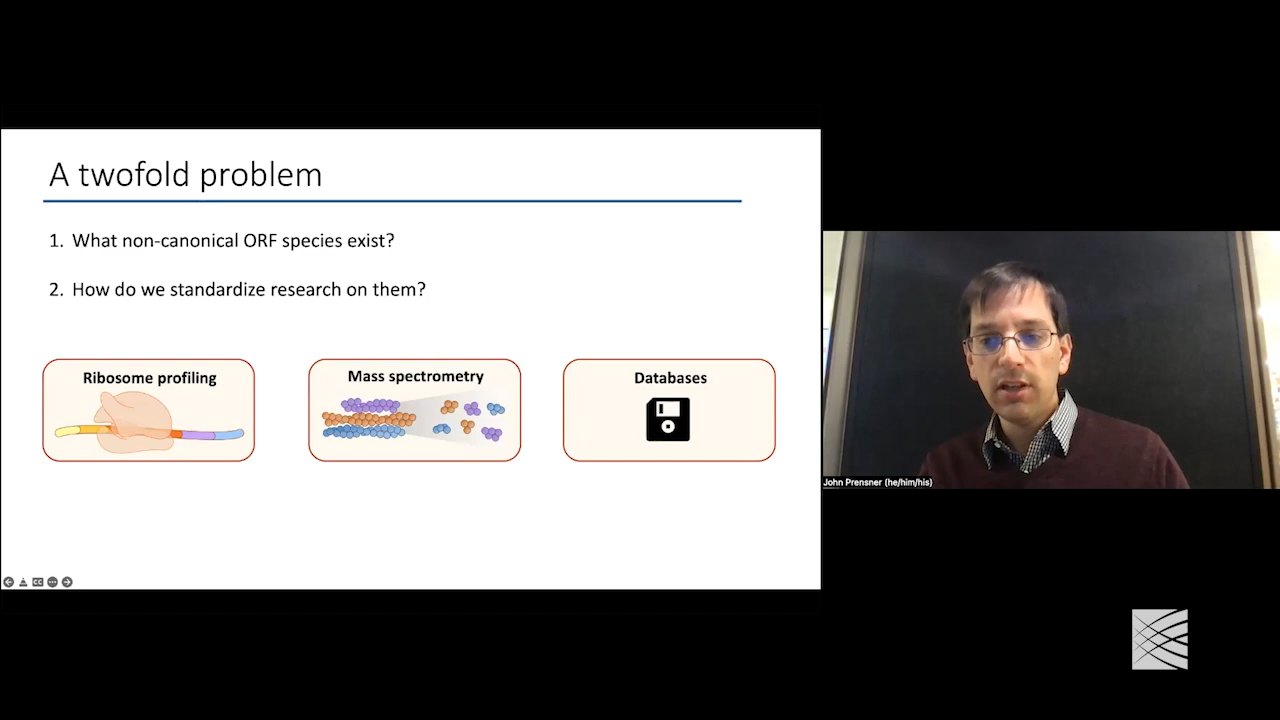 A twofold problem
1. What non-canonical ORF species exist?
2. How do we standardize research on them?
Ribosome profiling
Mass spectrometry
Databases
John Prensner (he/him/his)
CC